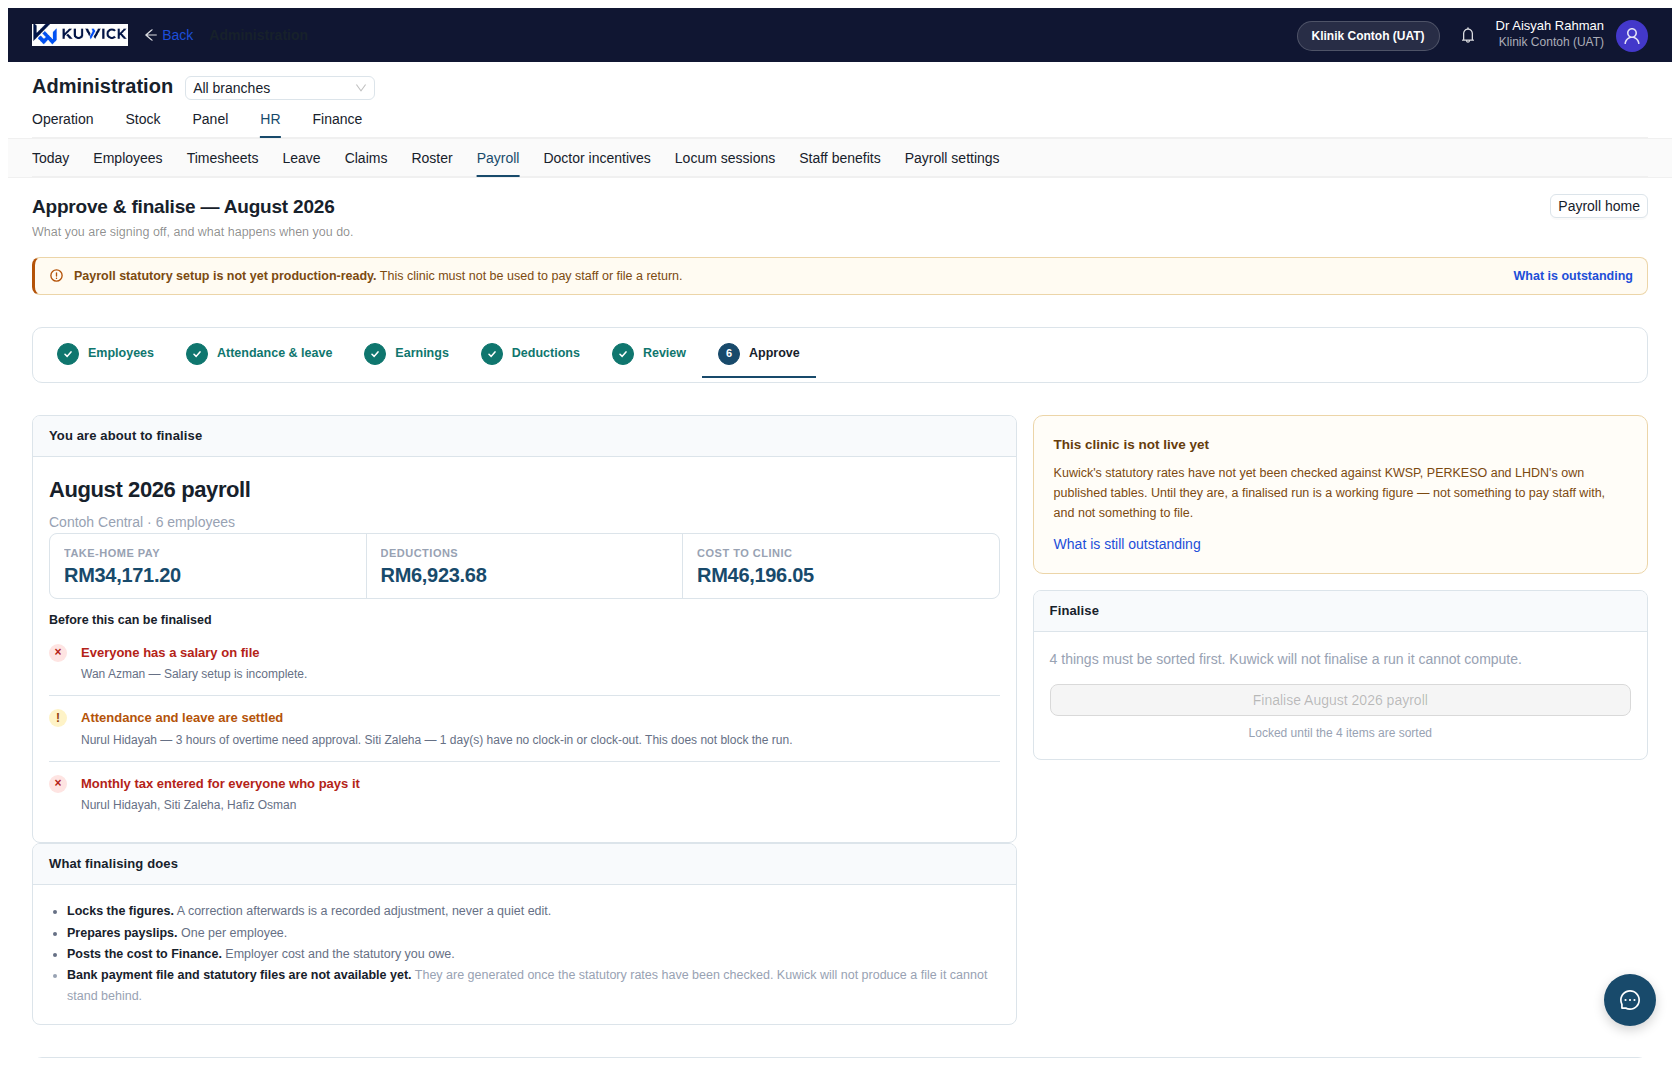 KUWICK
Back
Administration
Klinik Contoh (UAT)
Dr Aisyah Rahman
Klinik Contoh (UAT)
Administration
All branches
Operation
Stock
Panel
HR
Finance
Today
Employees
Timesheets
Leave
Claims
Roster
Payroll
Doctor incentives
Locum sessions
Staff benefits
Payroll settings
Approve & finalise — August 2026
Payroll home
What you are signing off, and what happens when you do.
Payroll statutory setup is not yet production-ready. This clinic must not be used to pay staff or file a return.
What is outstanding
Employees
Attendance & leave
Earnings
Deductions
Review
6 Approve
You are about to finalise
August 2026 payroll
Contoh Central · 6 employees
TAKE-HOME PAY
RM34,171.20
DEDUCTIONS
RM6,923.68
COST TO CLINIC
RM46,196.05
Before this can be finalised
Everyone has a salary on file
Wan Azman — Salary setup is incomplete.
! Attendance and leave are settled
Nurul Hidayah — 3 hours of overtime need approval. Siti Zaleha — 1 day(s) have no clock-in or clock-out. This does not block the run.
Monthly tax entered for everyone who pays it
Nurul Hidayah, Siti Zaleha, Hafiz Osman
What finalising does
Locks the figures. A correction afterwards is a recorded adjustment, never a quiet edit.
Prepares payslips. One per employee.
Posts the cost to Finance. Employer cost and the statutory you owe.
Bank payment file and statutory files are not available yet. They are generated once the statutory rates have been checked. Kuwick will not produce a file it cannot
stand behind.
This clinic is not live yet
Kuwick's statutory rates have not yet been checked against KWSP, PERKESO and LHDN's own
published tables. Until they are, a finalised run is a working figure — not something to pay staff with,
and not something to file.
What is still outstanding
Finalise
4 things must be sorted first. Kuwick will not finalise a run it cannot compute.
Finalise August 2026 payroll
Locked until the 4 items are sorted